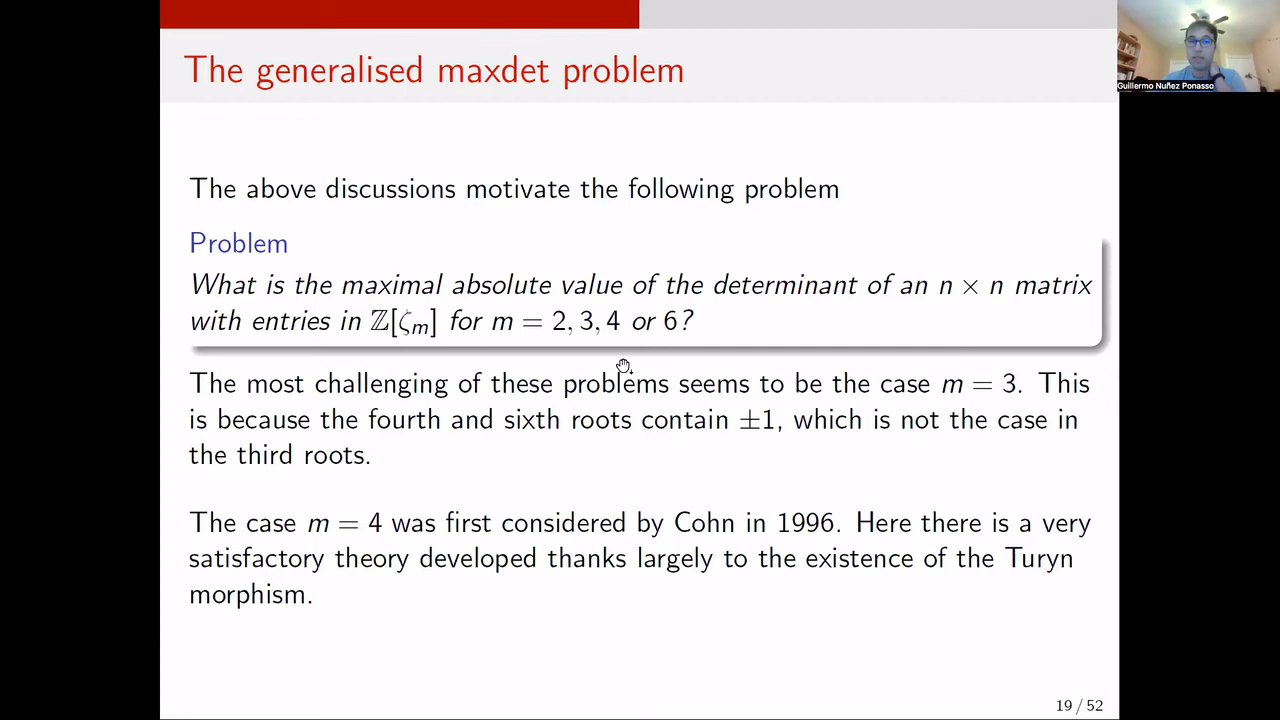 The generalised maxdet problem
Guillermo Nuñez Ponasso
The above discussions motivate the following problem
Problem
What is the maximal absolute value of the determinant of an n × n matrix
with entries in ℤ[ζₘ] for m = 2, 3, 4 or 6?
The most challenging of these problems seems to be the case m = 3. This
is because the fourth and sixth roots contain ±1, which is not the case in
the third roots.
The case m = 4 was first considered by Cohn in 1996. Here there is a very
satisfactory theory developed thanks largely to the existence of the Turyn
morphism.
19 / 52